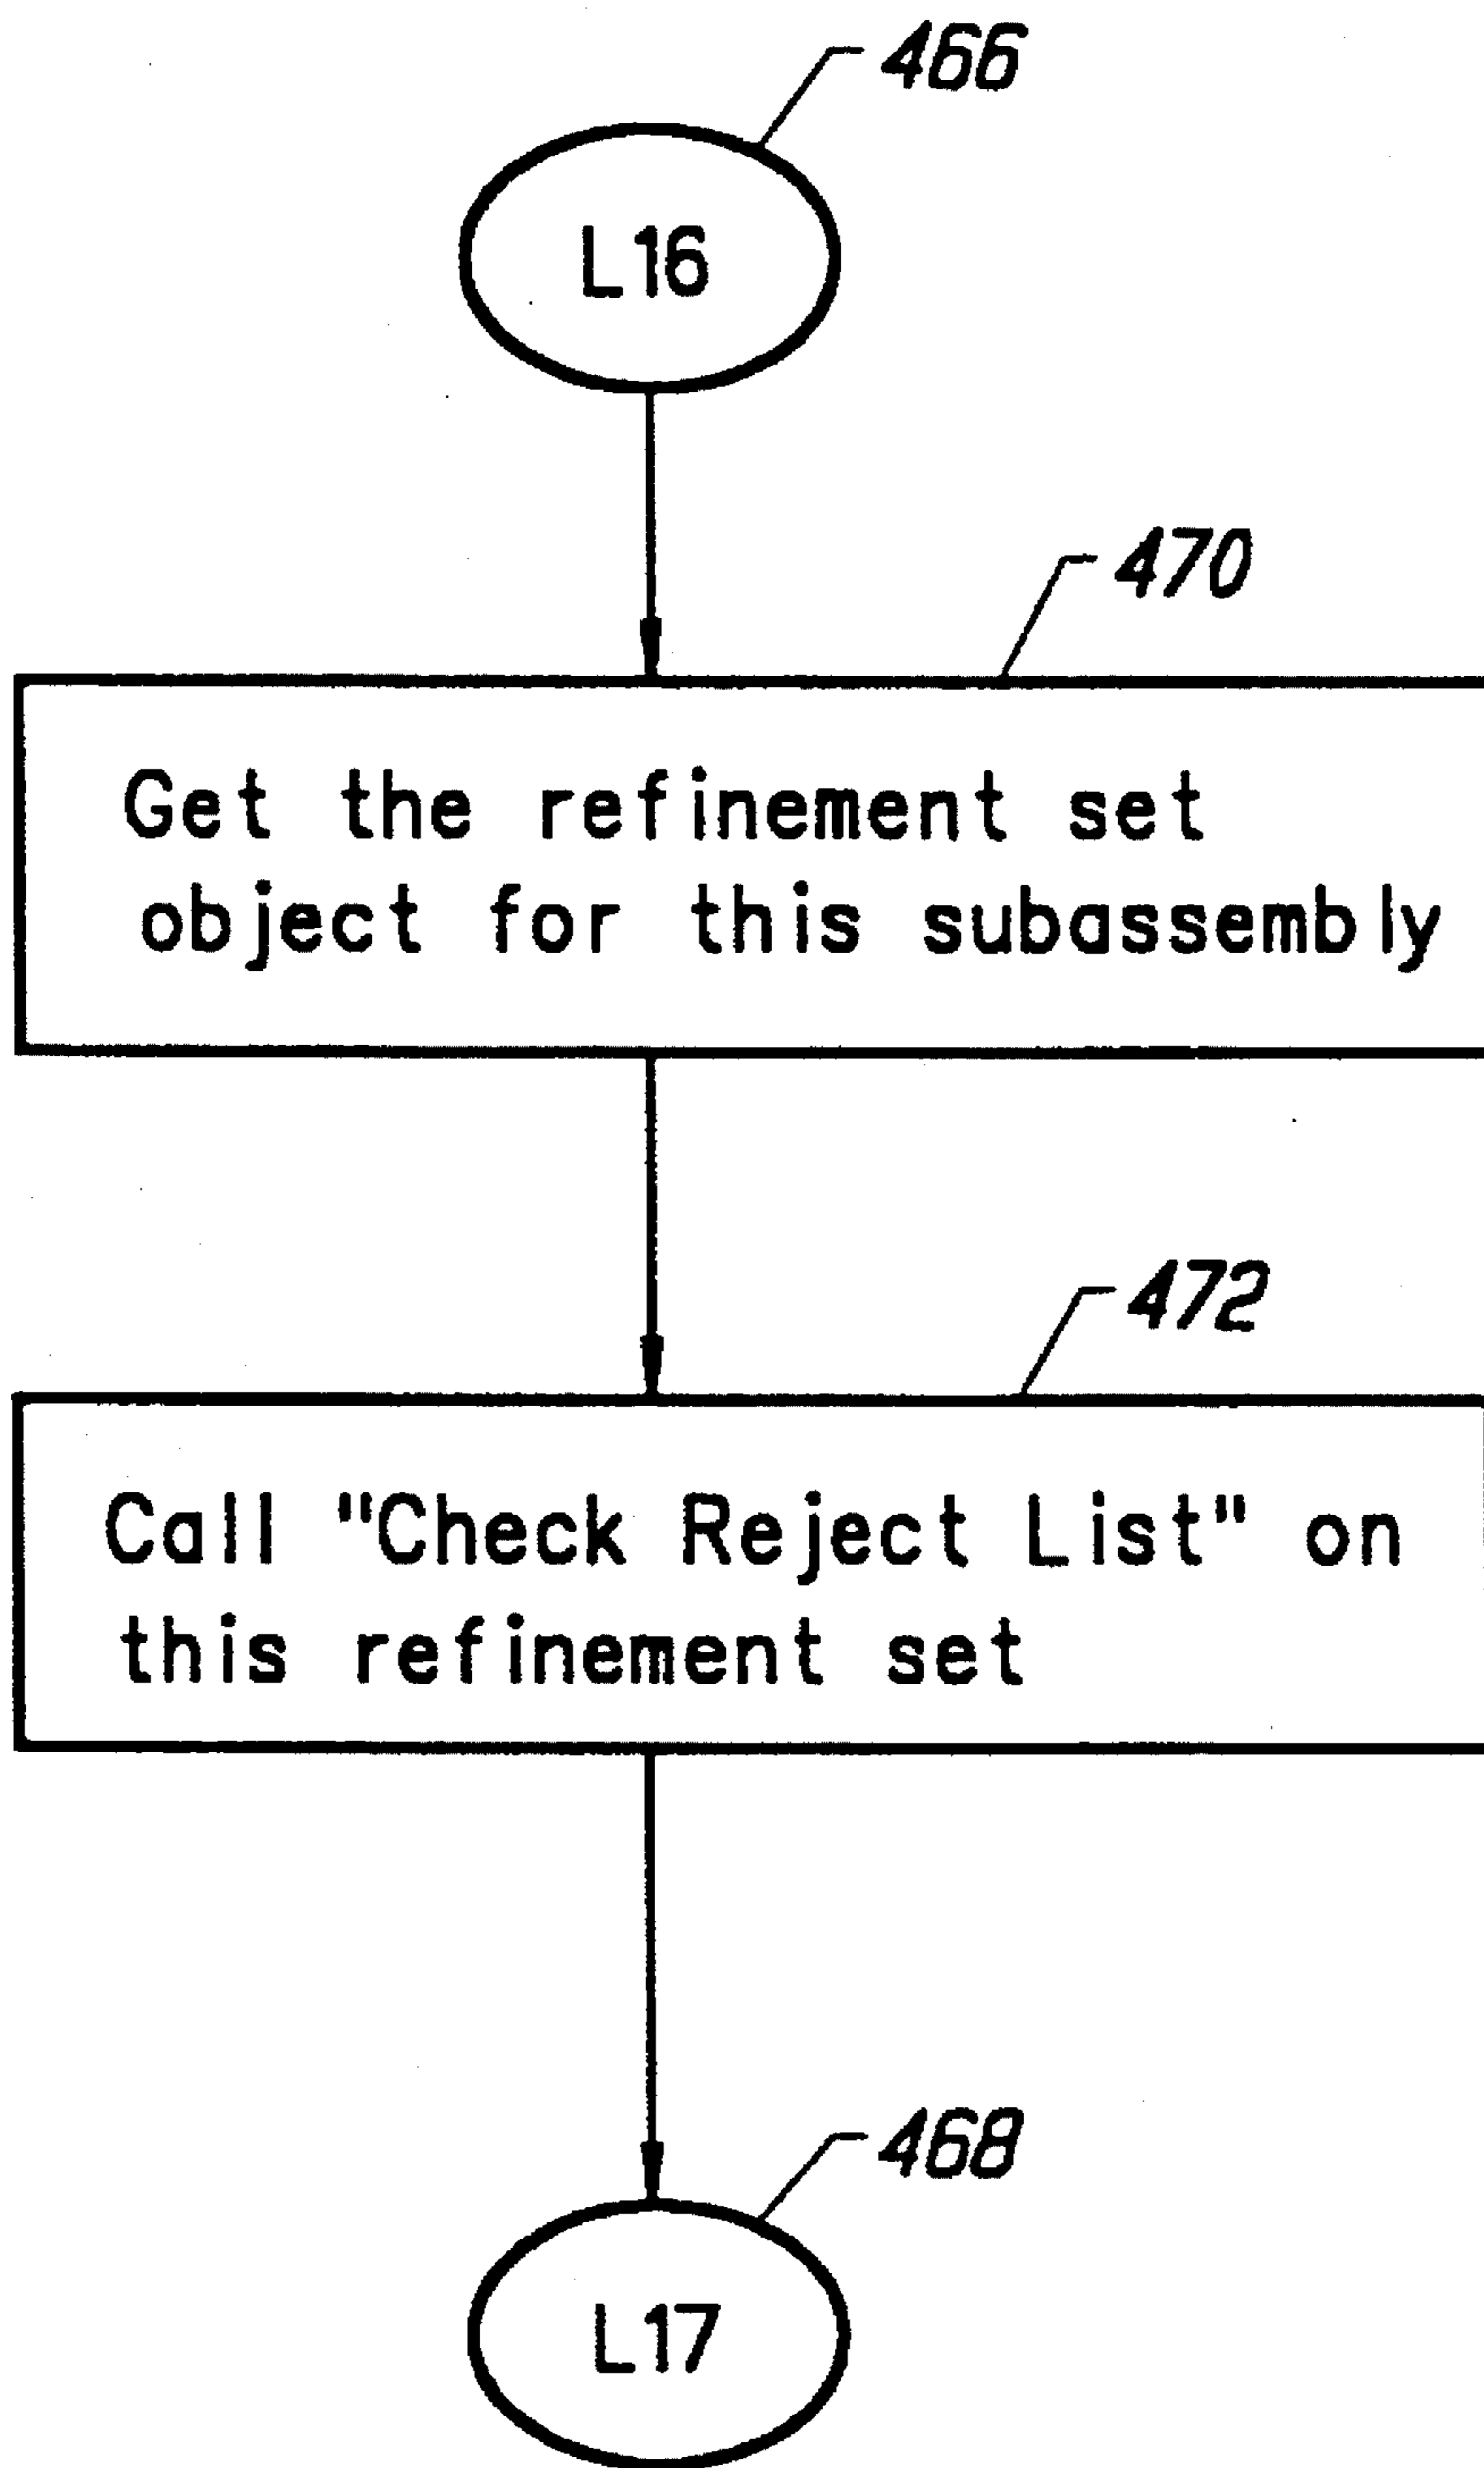 466
L16
470
Get the refinement set
object for this subassembly
472
Call "Check Reject List" on
this refinement set
468
L17